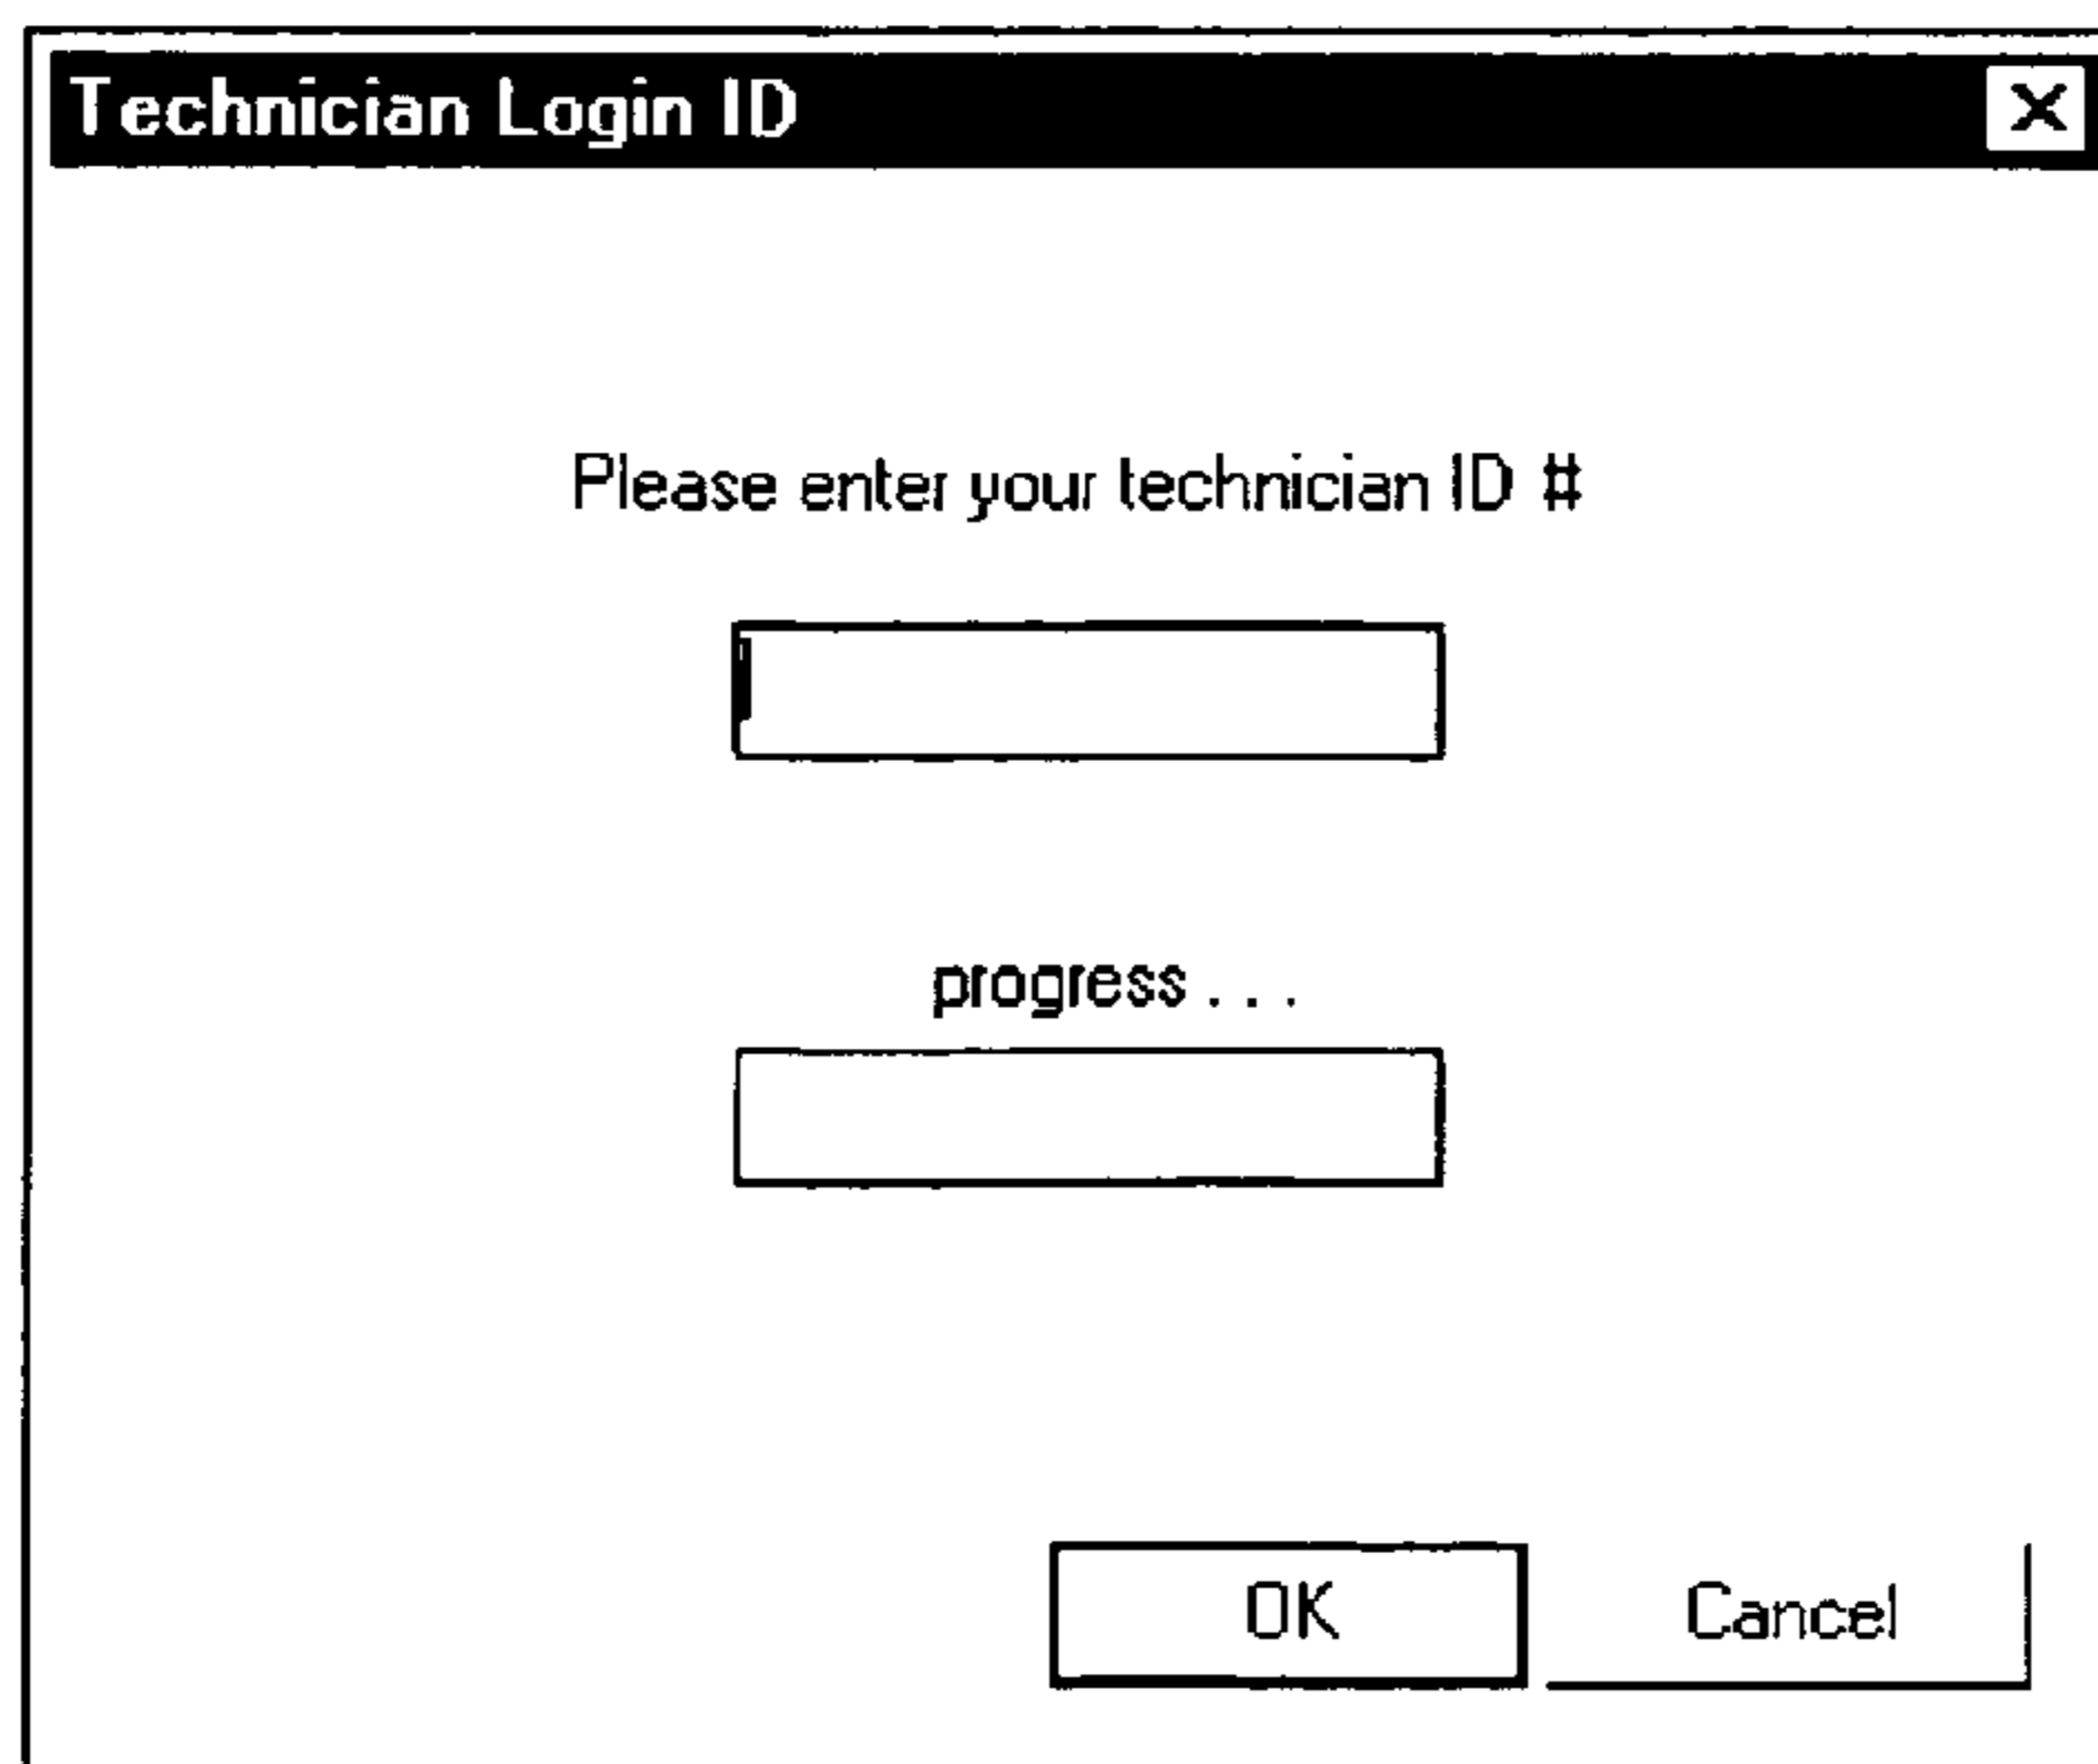 Technician Login ID
Please enter your technician ID #
progress . . .
OK Cancel